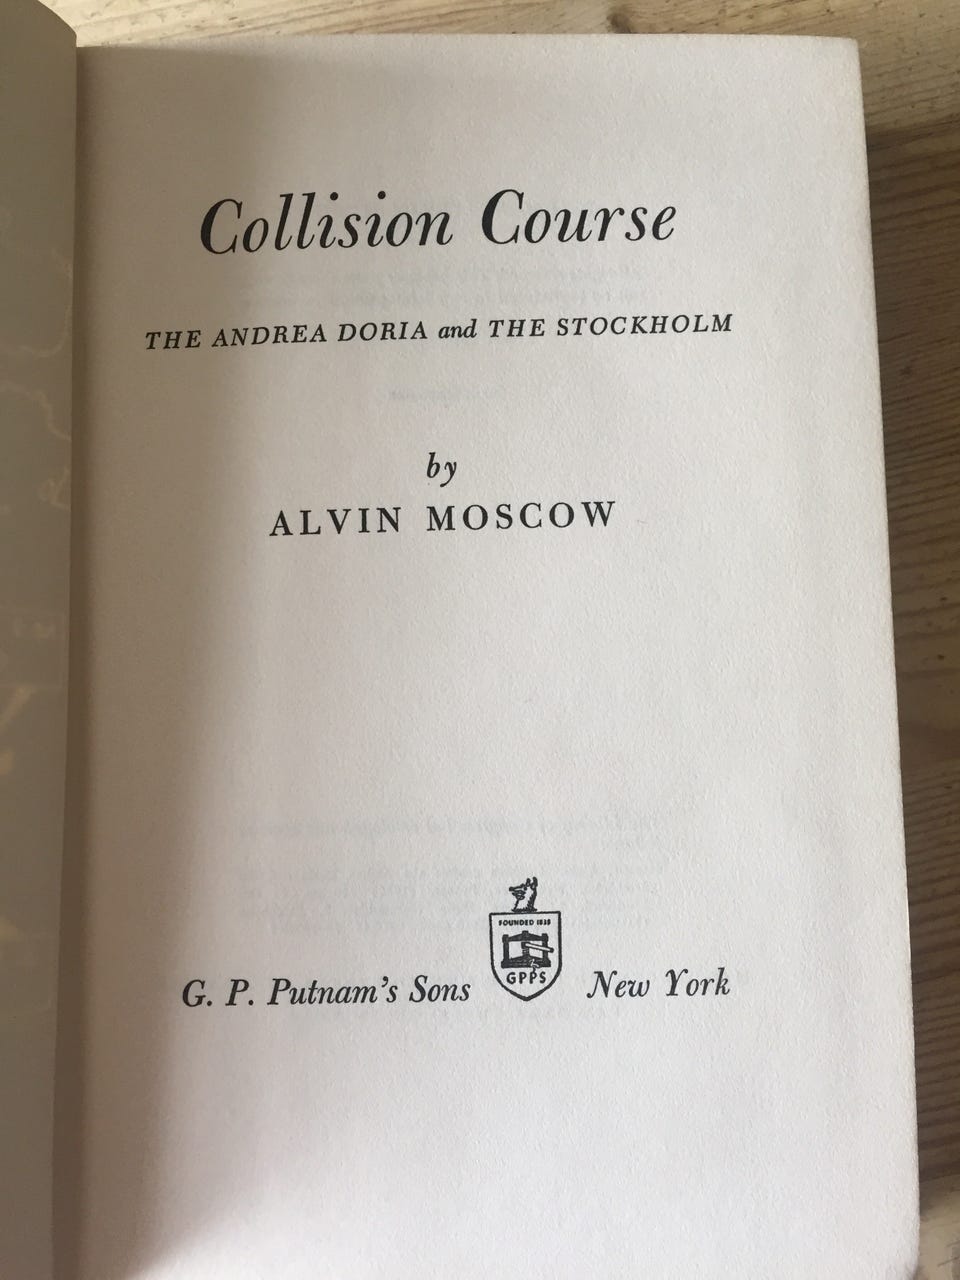 Collision Course
THE ANDREA DORIA and THE STOCKHOLM
by
ALVIN MOSCOW
FOUNDED 1838
GPPS
G. P. Putnam's Sons New York